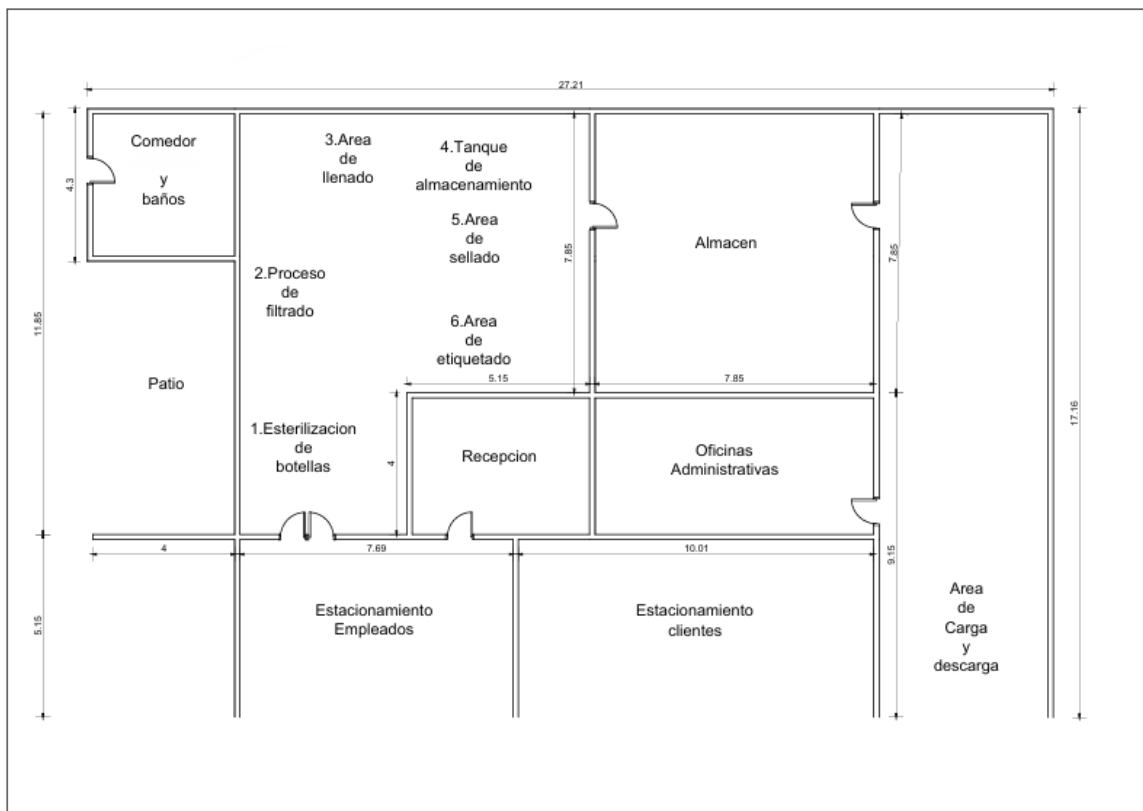 27.21
Comedor
y
baños
4.3
3.Area
de
llenado
4.Tanque
de
almacenamiento
5.Area
de
sellado
7.85
Almacen
7.85
2.Proceso
de
filtrado
6.Area
de
etiquetado
11.85
Patio
5.15
7.85
17.16
1.Esterilizacion
de
botellas
4
Recepcion
Oficinas
Administrativas
4
7.69
10.01
9.15
5.15
Estacionamiento
Empleados
Estacionamiento
clientes
Area
de
Carga
y
descarga